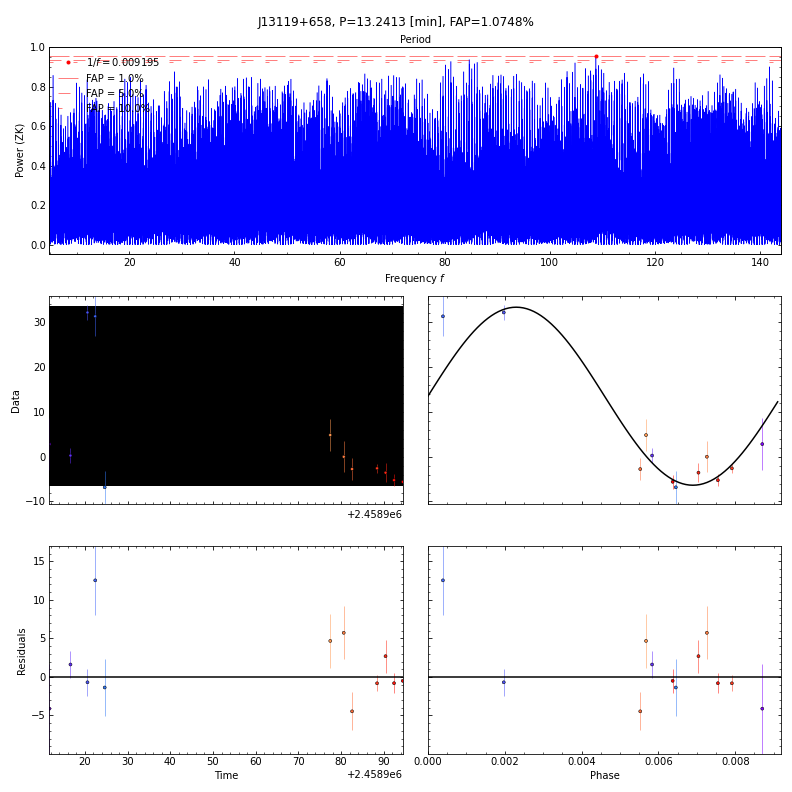 J13119+658, P=13.2413 [min], FAP=1.0748%
Period
1.0
0.8
0.6
0.4
0.2
0.0
Power (ZK)
1/f = 0.009195
FAP = 1.0%
FAP = 5.0%
FAP = 10.0%
20 40 60 80 100 120 140
Frequency f
30
20
10
0
−10
Data
+2.4589e6
15
10
5
0
−5
Residuals
20 30 40 50 60 70 80 90
Time
+2.4589e6
0.000 0.002 0.004 0.006 0.008
Phase